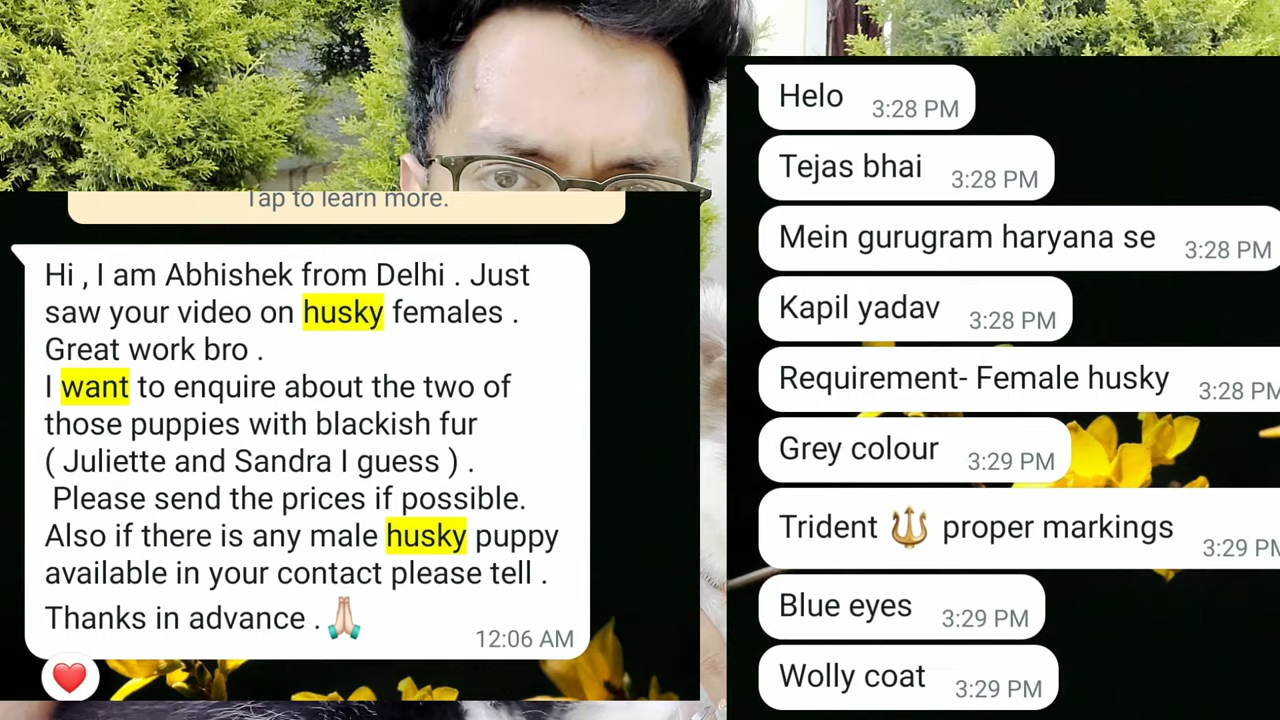 Tap to learn more.
Hi , I am Abhishek from Delhi . Just
saw your video on husky females .
Great work bro .
I want to enquire about the two of
those puppies with blackish fur
( Juliette and Sandra I guess ) .
Please send the prices if possible.
Also if there is any male husky puppy
available in your contact please tell .
Thanks in advance . 🙏🏻
12:06 AM
❤️
Helo 3:28 PM
Tejas bhai 3:28 PM
Mein gurugram haryana se 3:28 PM
Kapil yadav 3:28 PM
Requirement- Female husky 3:28 PM
Grey colour 3:29 PM
Trident 🔱 proper markings 3:29 PM
Blue eyes 3:29 PM
Wolly coat 3:29 PM